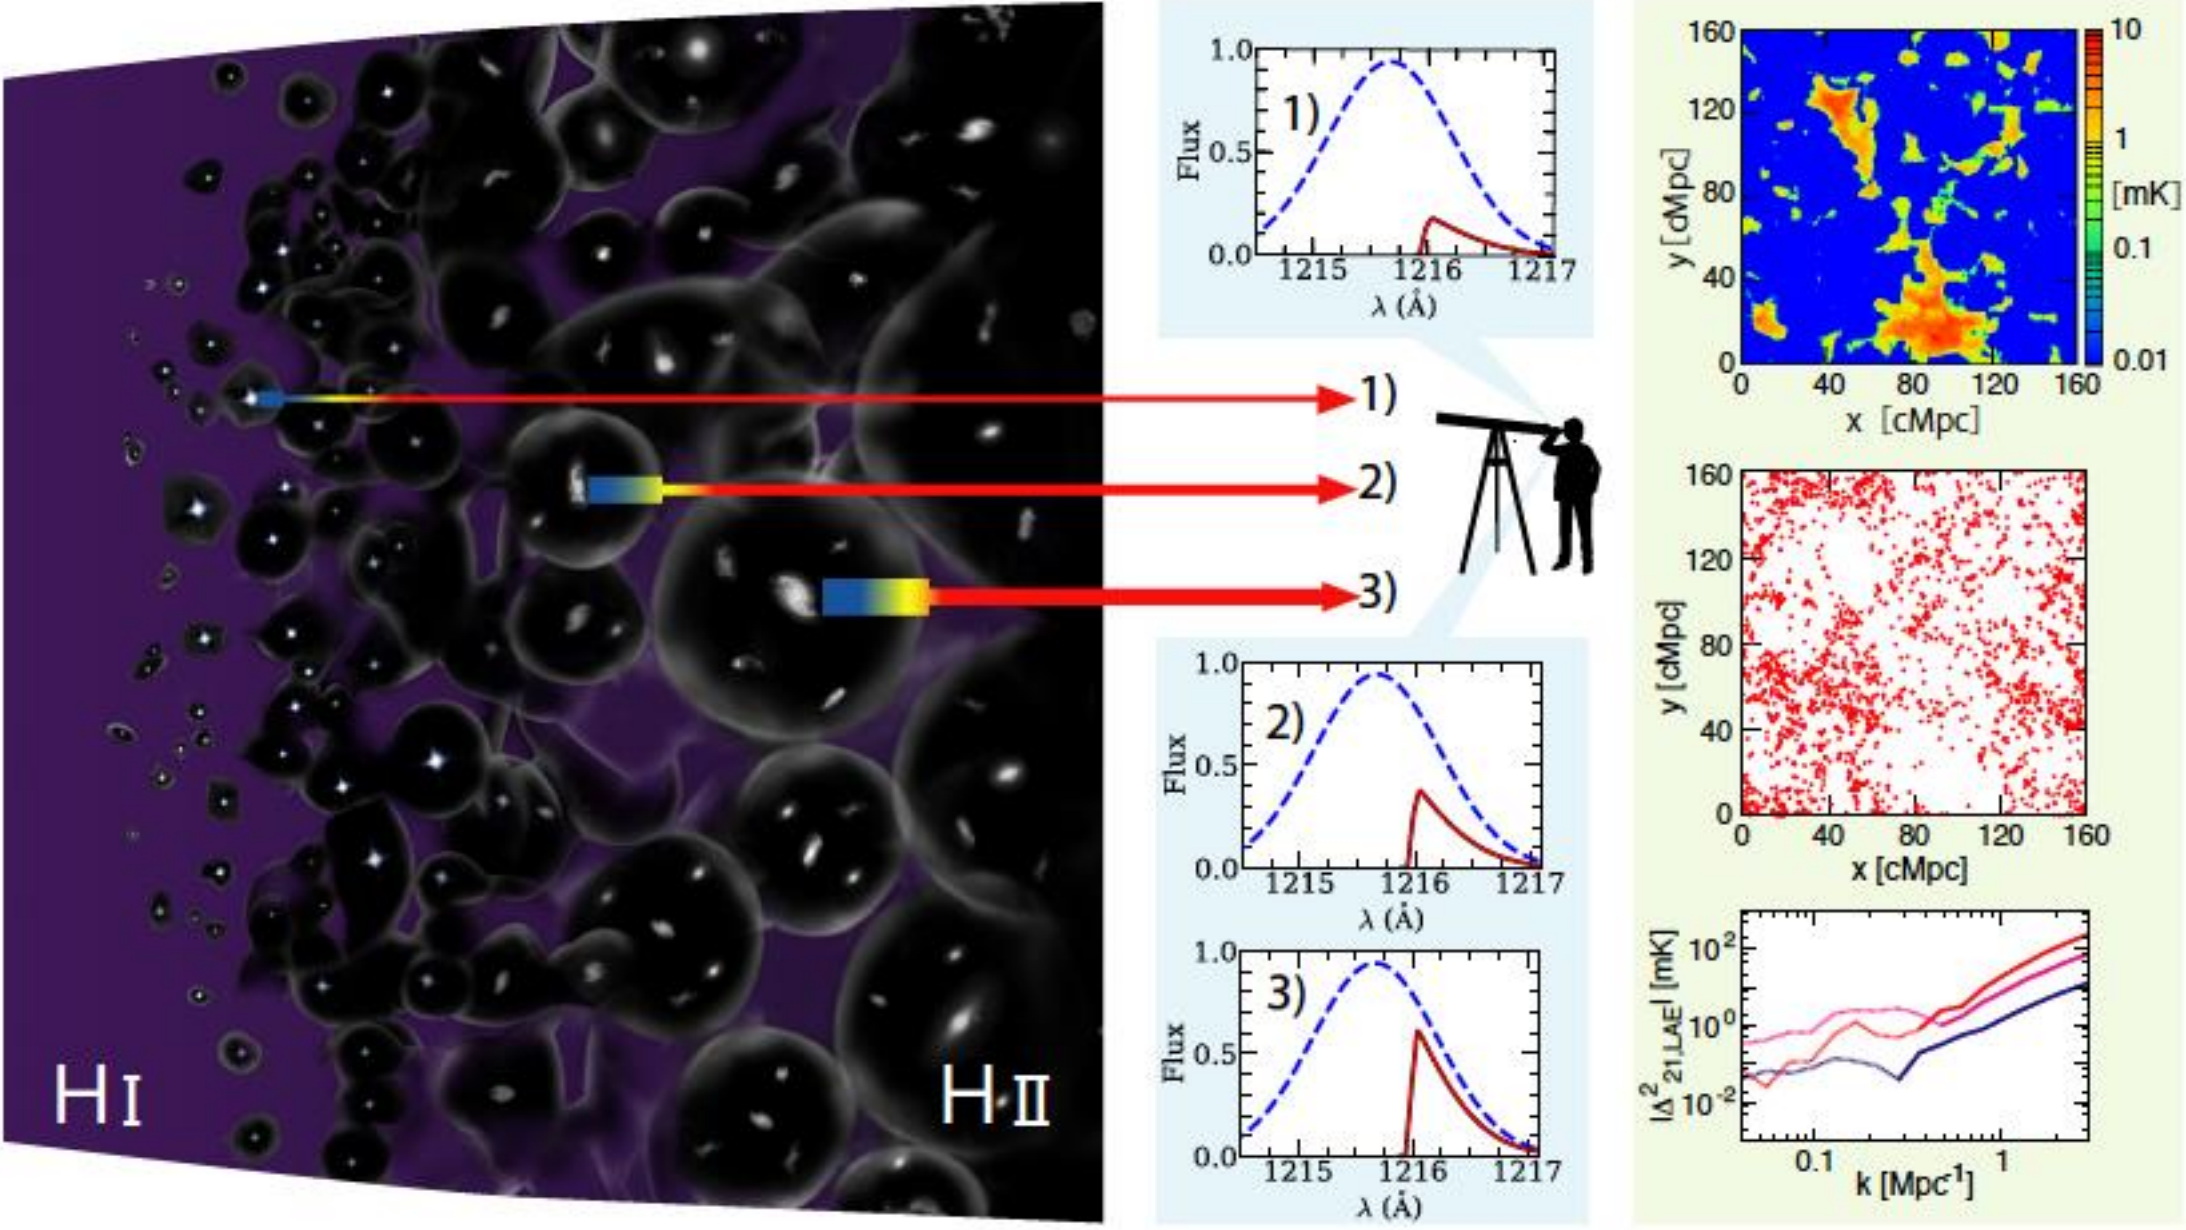 H I
H II
1.0
0.5
0.0
Flux
1)
1215 1216 1217
λ (Å)
1)
2)
3)
1.0
0.5
0.0
Flux
2)
1215 1216 1217
λ (Å)
1.0
0.5
0.0
Flux
3)
1215 1216 1217
λ (Å)
160
120
80
40
0
y [dMpc]
0 40 80 120 160
x [cMpc]
10
1
[mK]
0.1
0.01
160
120
80
40
0
y [cMpc]
0 40 80 120 160
x [cMpc]
10²
10⁰
10⁻²
|Δ²21,LAE| [mK]
0.1 1
k [Mpc⁻¹]